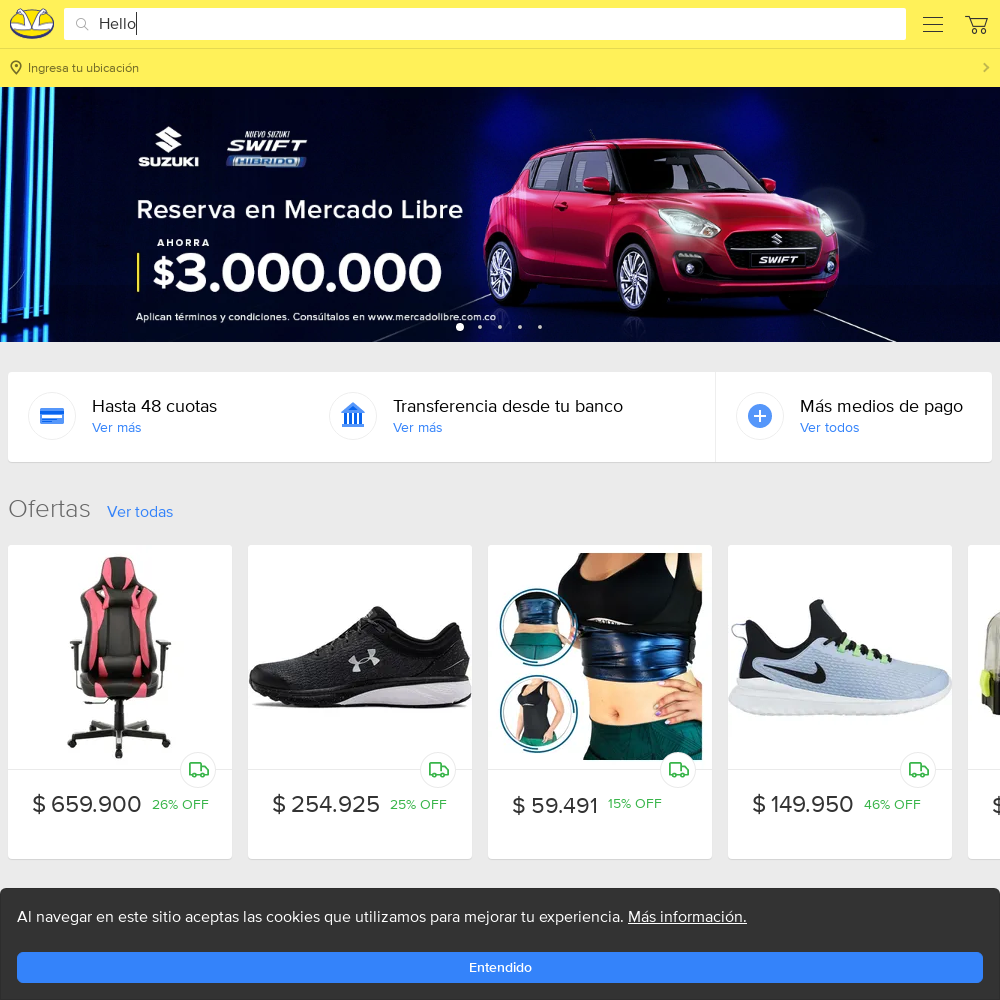 Hello
Ingresa tu ubicación
SUZUKI
NUEVO SUZUKI
SWIFT
HIBRIDO
Reserva en Mercado Libre
AHORRA
$3.000.000
Aplican términos y condiciones. Consúltalos en www.mercadolibre.com.co
SWIFT
Hasta 48 cuotas
Ver más
Transferencia desde tu banco
Ver más
Más medios de pago
Ver todos
Ofertas
Ver todas
$ 659.900 26% OFF
$ 254.925 25% OFF
$ 59.491 15% OFF
$ 149.950 46% OFF
$
Al navegar en este sitio aceptas las cookies que utilizamos para mejorar tu experiencia. Más información.
Entendido